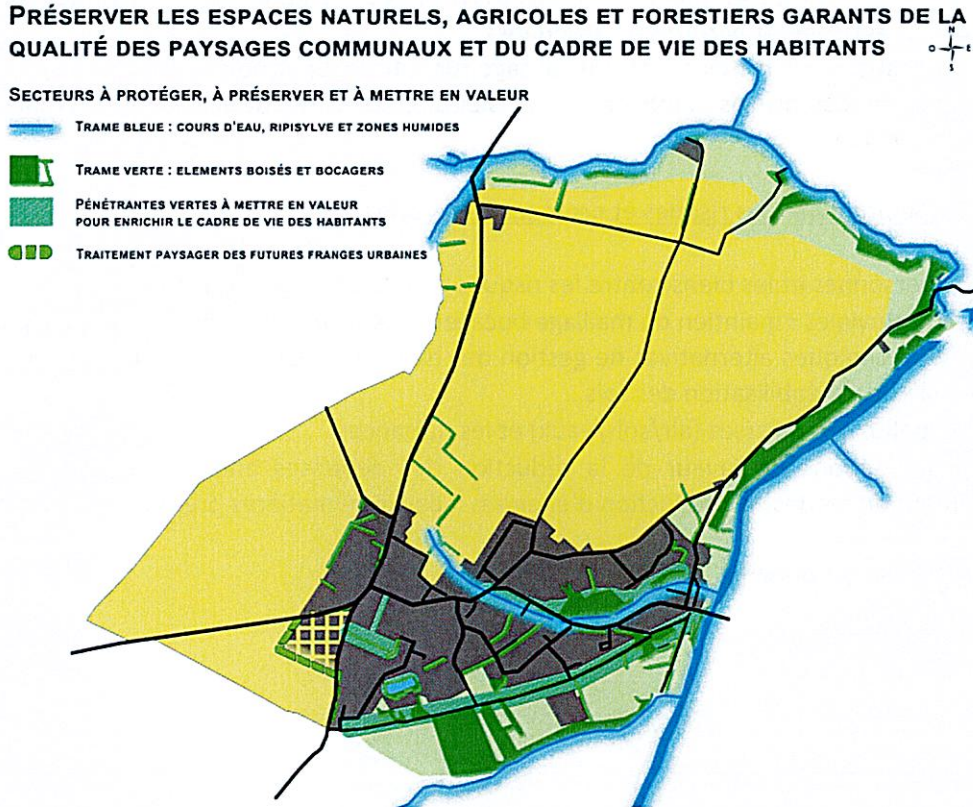 PRÉSERVER LES ESPACES NATURELS, AGRICOLES ET FORESTIERS GARANTS DE LA
QUALITÉ DES PAYSAGES COMMUNAUX ET DU CADRE DE VIE DES HABITANTS
N
O E
S
SECTEURS À PROTÉGER, À PRÉSERVER ET À METTRE EN VALEUR
TRAME BLEUE : COURS D'EAU, RIPISYLVE ET ZONES HUMIDES
TRAME VERTE : ELEMENTS BOISÉS ET BOCAGERS
PÉNÉTRANTES VERTES À METTRE EN VALEUR
POUR ENRICHIR LE CADRE DE VIE DES HABITANTS
TRAITEMENT PAYSAGER DES FUTURES FRANGES URBAINES